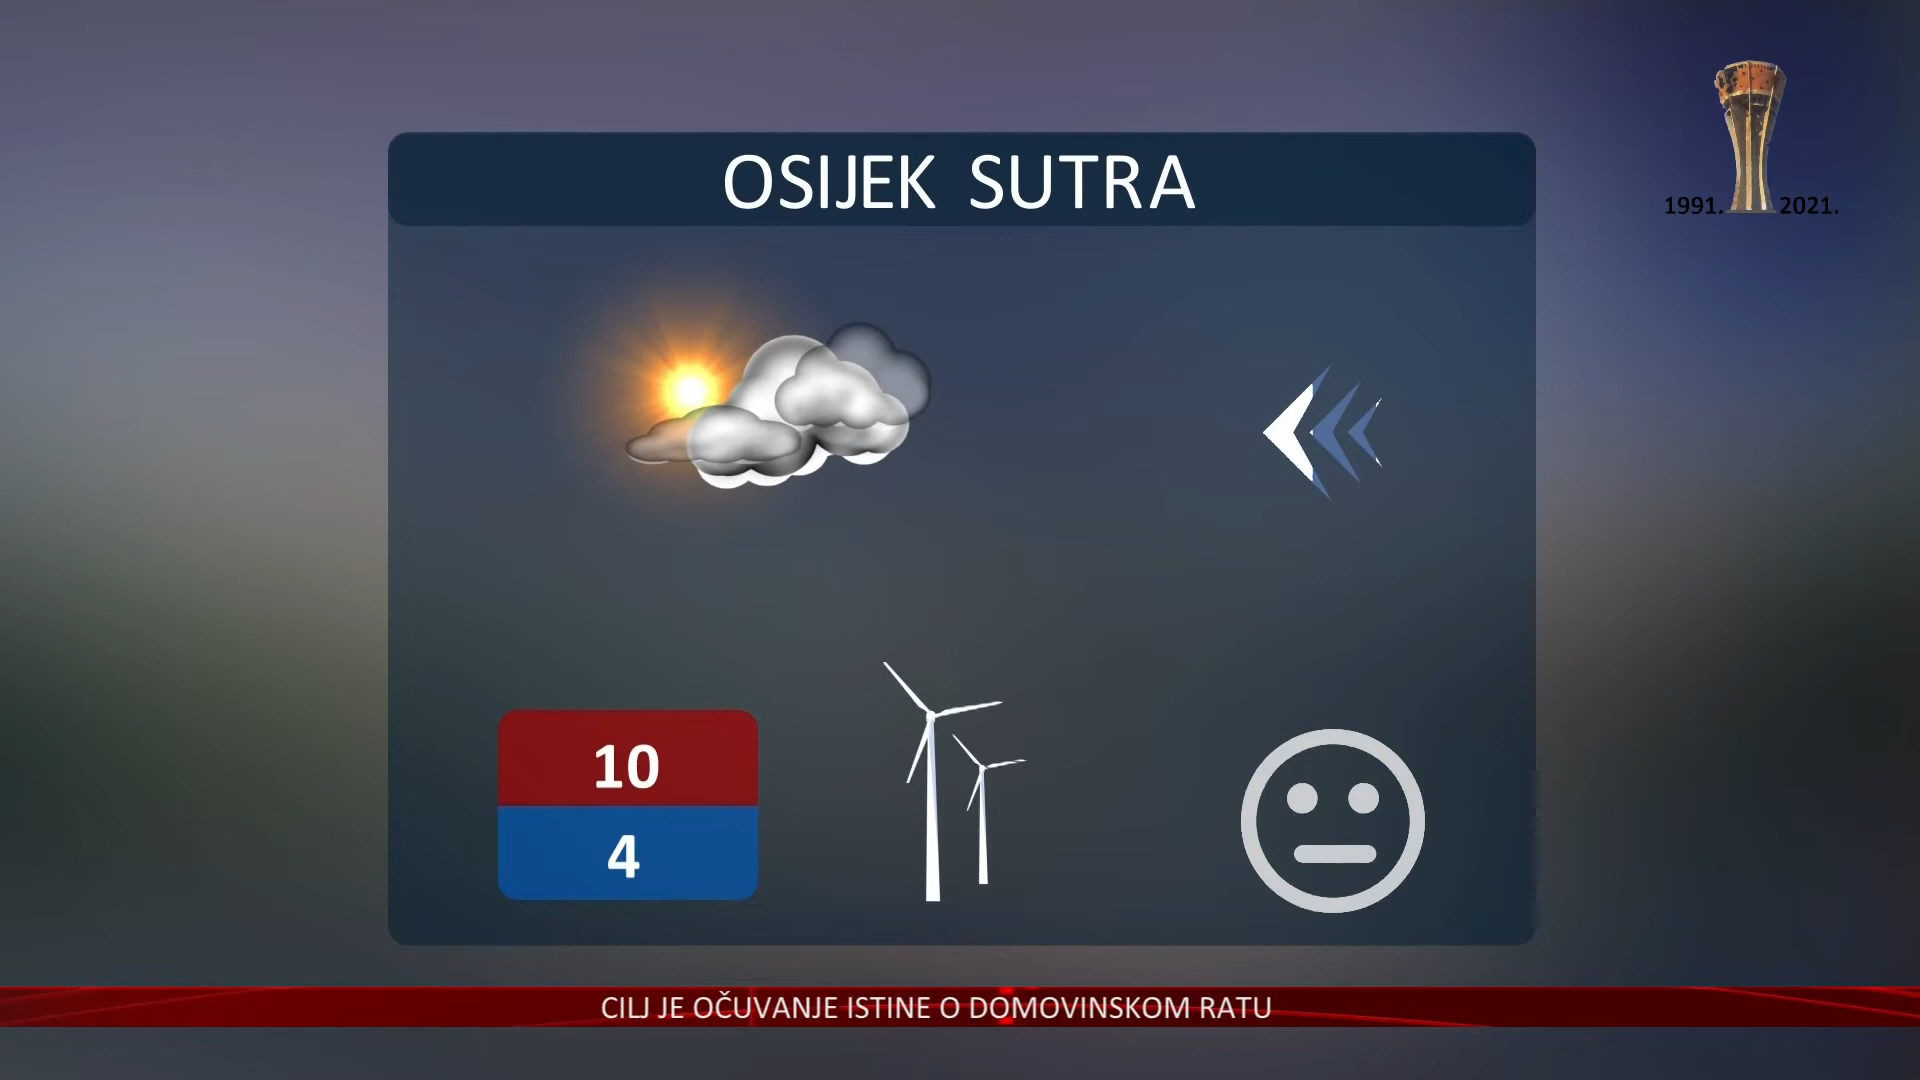 OSIJEK SUTRA
1991. 2021.
10
4
CILJ JE OČUVANJE ISTINE O DOMOVINSKOM RATU